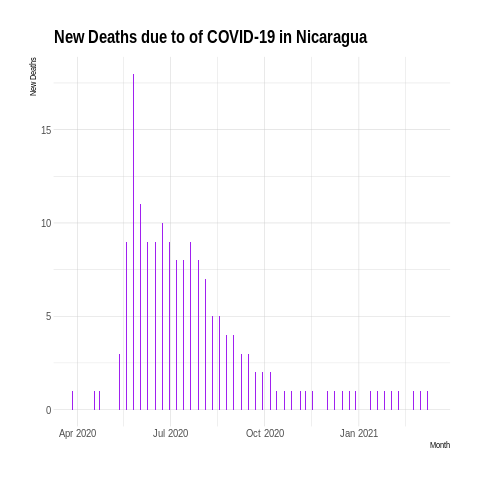 New Deaths due to of COVID-19 in Nicaragua
New Deaths
15
10
5
0
Apr 2020 Jul 2020 Oct 2020 Jan 2021
Month